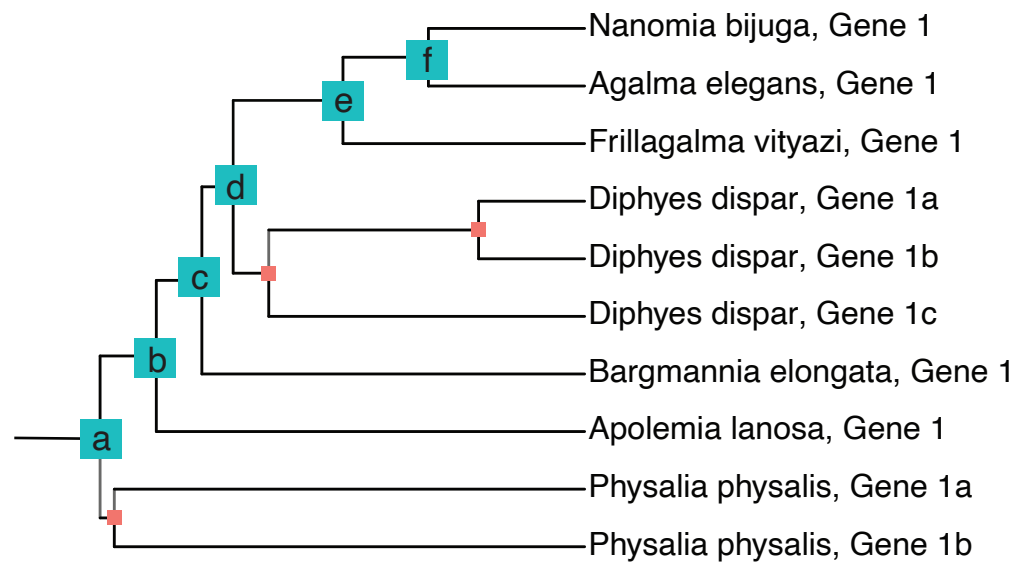 Nanomia bijuga, Gene 1
f
Agalma elegans, Gene 1
e
Frillagalma vityazi, Gene 1
d
Diphyes dispar, Gene 1a
Diphyes dispar, Gene 1b
c
Diphyes dispar, Gene 1c
b
Bargmannia elongata, Gene 1
Apolemia lanosa, Gene 1
a
Physalia physalis, Gene 1a
Physalia physalis, Gene 1b